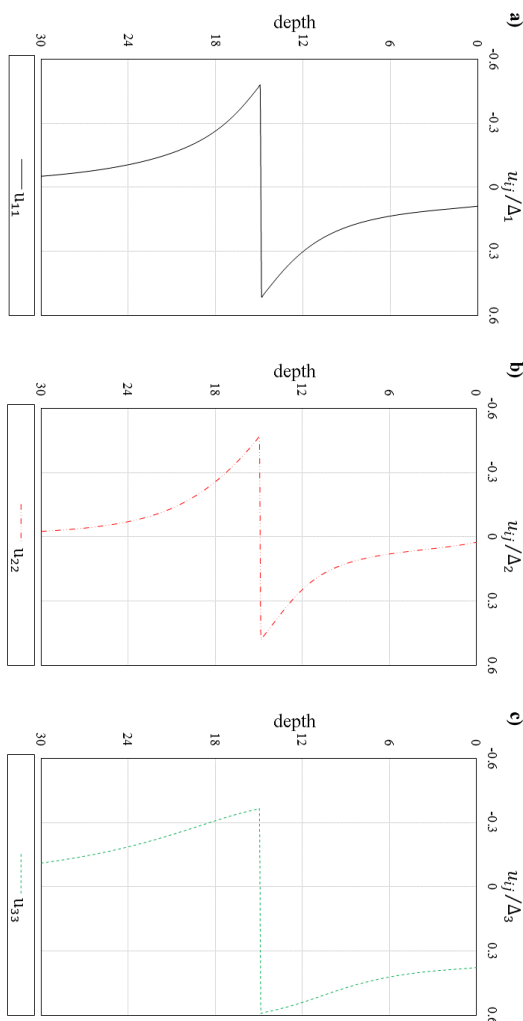 a)
depth
30 24 18 12 6 0
-0.6
-0.3
0
0.3
0.6
u_{ij}/Δ_1
u_{11}
b)
depth
30 24 18 12 6 0
-0.6
-0.3
0
0.3
0.6
u_{ij}/Δ_2
u_{22}
c)
depth
30 24 18 12 6 0
-0.6
-0.3
0
0.3
0.6
u_{ij}/Δ_3
u_{33}